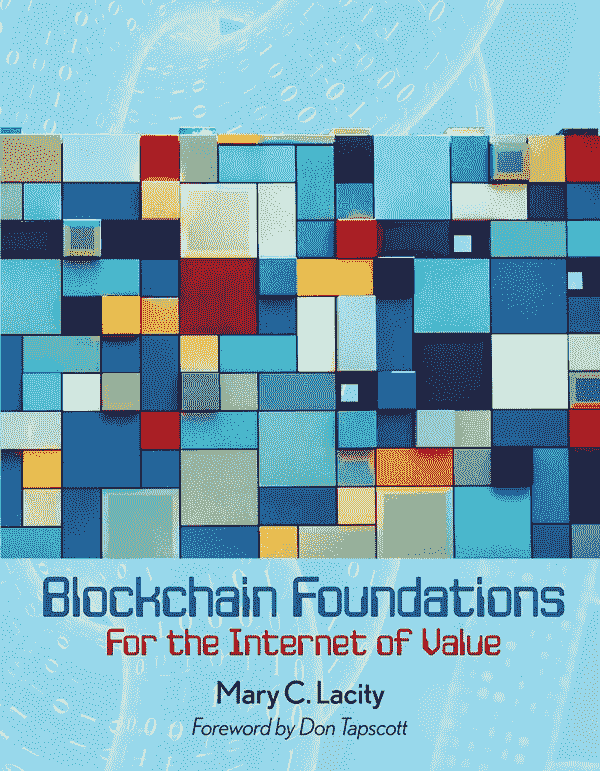 Blockchain Foundations
For the Internet of Value
Mary C. Lacity
Foreword by Don Tapscott